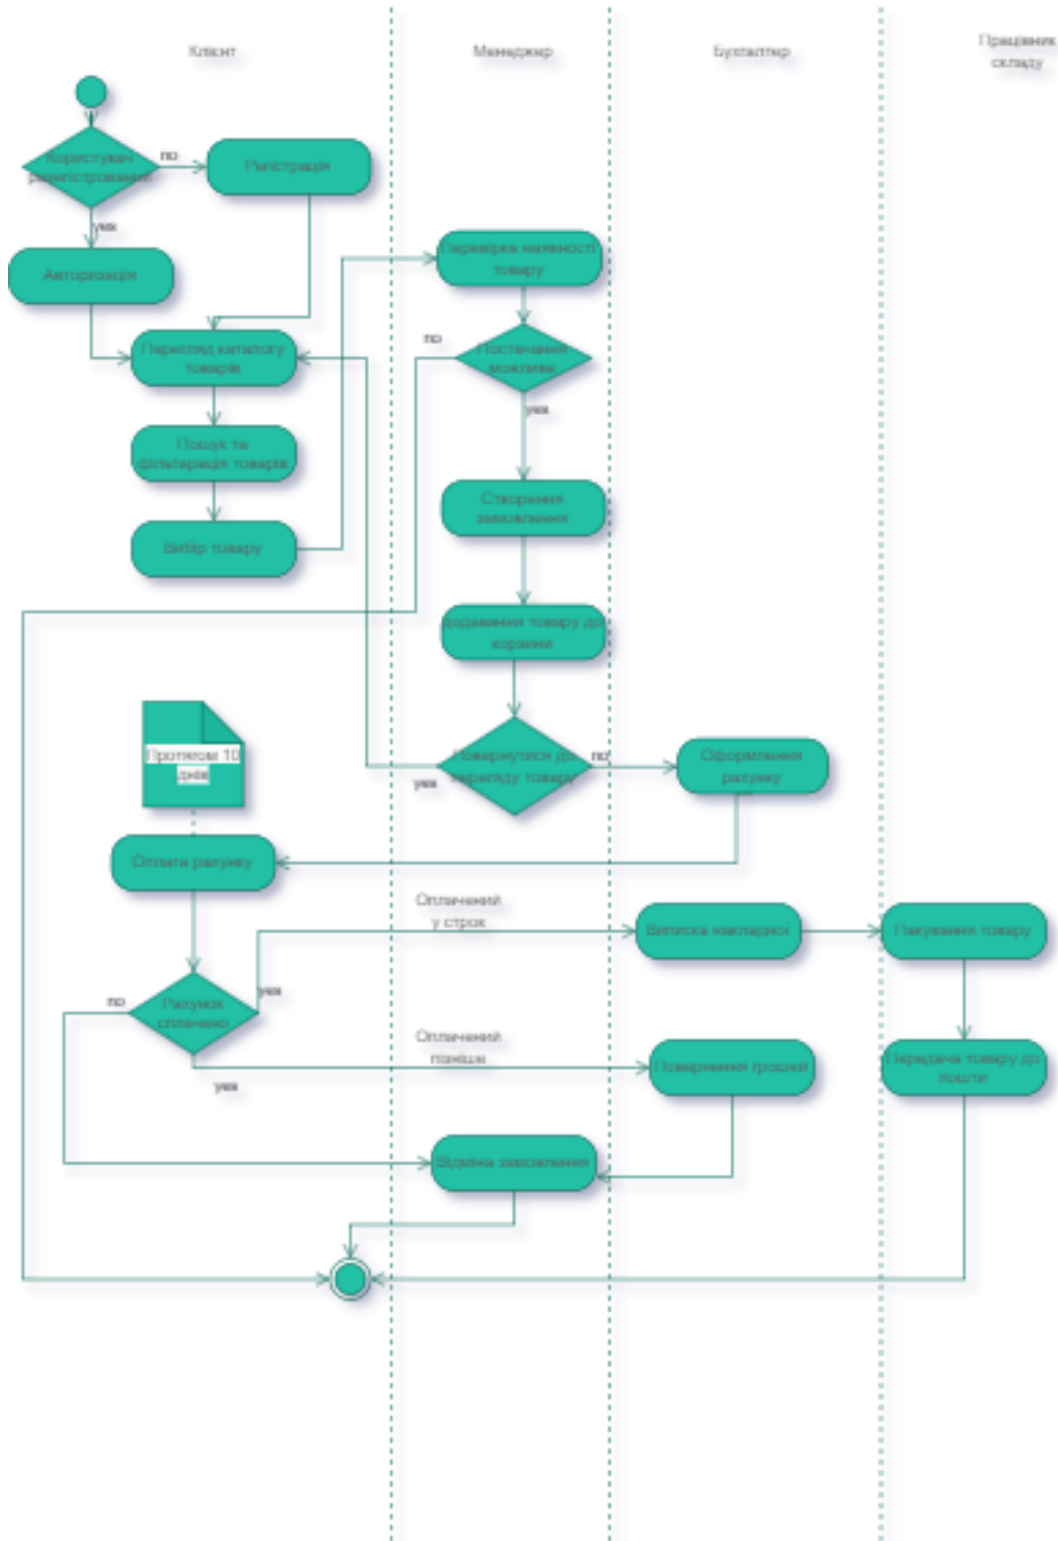 Клієнт
Менеджер
Бухгалтер
Працівник
складу
Користувач
no
Реєстрація
yes
Авторизація
Перевірка наявності
товару
no
Постачання
можливе
yes
Перегляд каталогу
товарів
Пошук та
фільтрація товарів
Вибір товару
Створення
замовлення
додавання товару до
корзини
Повернутися до
товару
no
yes
Оформлення
рахунку
Протягом 10
днів
Оплата рахунку
Оплачений
у строк
Виписка накладної
Пакування товару
no
Рахунок
сплачено
yes
yes
Оплачений
пізніше
Повернення грошей
Передача товару до
пошти
Відміна замовлення